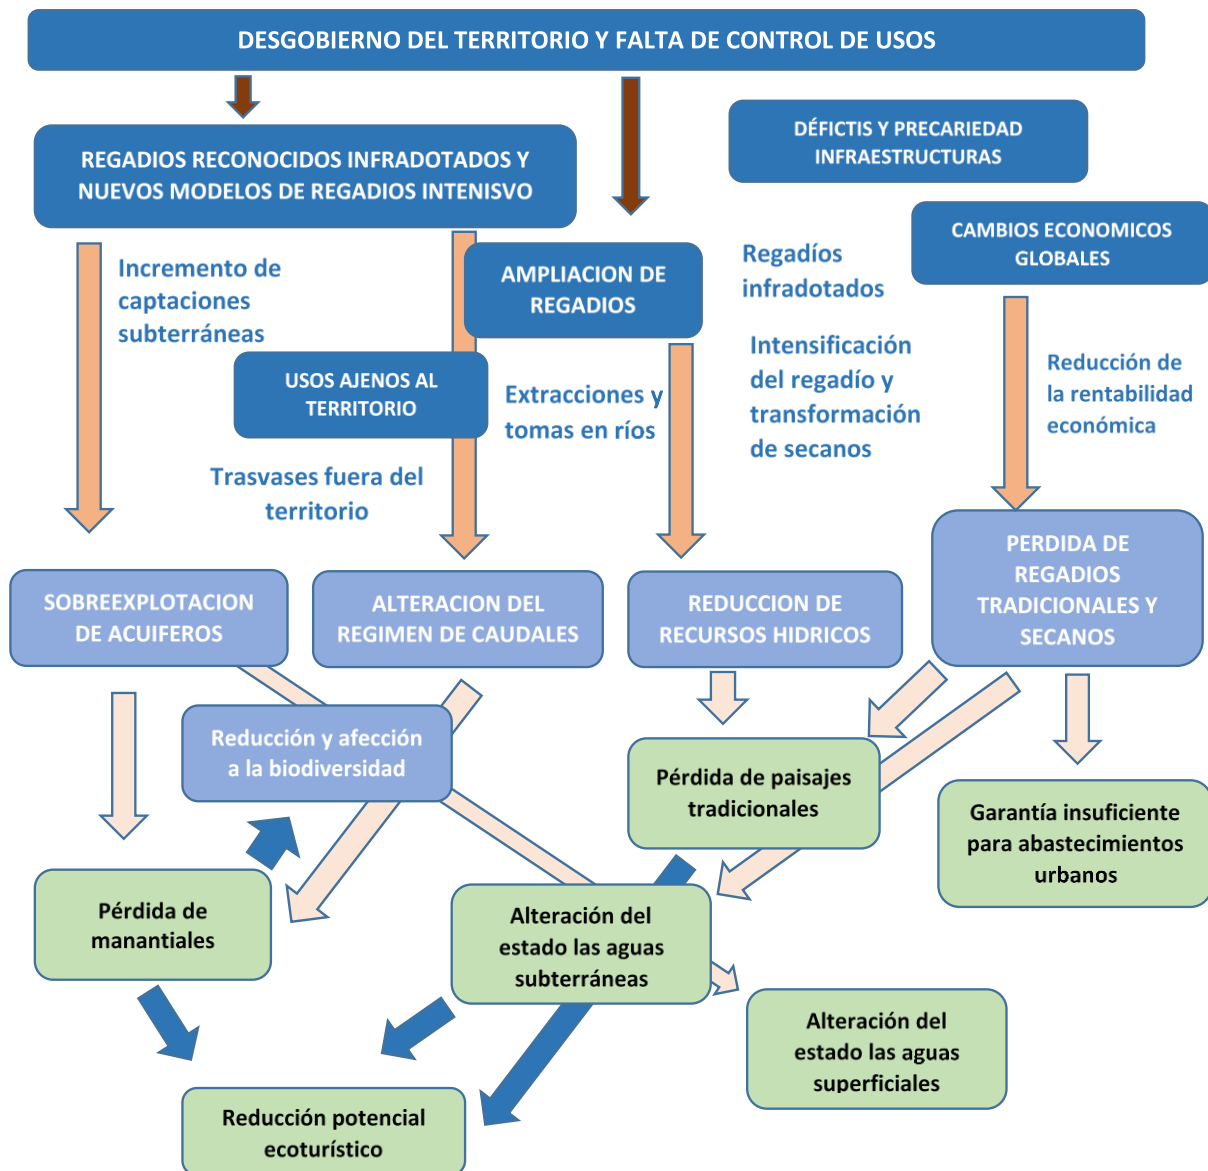 DESGOBIERNO DEL TERRITORIO Y FALTA DE CONTROL DE USOS
DÉFICTIS Y PRECARIEDAD
INFRAESTRUCTURAS
REGADIOS RECONOCIDOS INFRADOTADOS Y
NUEVOS MODELOS DE REGADIOS INTENISVO
CAMBIOS ECONOMICOS
GLOBALES
Incremento de
captaciones
subterráneas
AMPLIACION DE
REGADIOS
Regadíos
infradotados
USOS AJENOS AL
TERRITORIO
Extracciones y
tomas en ríos
Intensificación
del regadío y
transformación
de secanos
Reducción de
la rentabilidad
económica
Trasvases fuera del
territorio
SOBREEXPLOTACION
DE ACUIFEROS
ALTERACION DEL
REGIMEN DE CAUDALES
REDUCCION DE
RECURSOS HIDRICOS
PERDIDA DE
REGADIOS
TRADICIONALES Y
SECANOS
Reducción y afección
a la biodiversidad
Pérdida de paisajes
tradicionales
Garantía insuficiente
para abastecimientos
urbanos
Pérdida de
manantiales
Alteración del
estado las aguas
subterráneas
Alteración del
estado las aguas
superficiales
Reducción potencial
ecoturístico